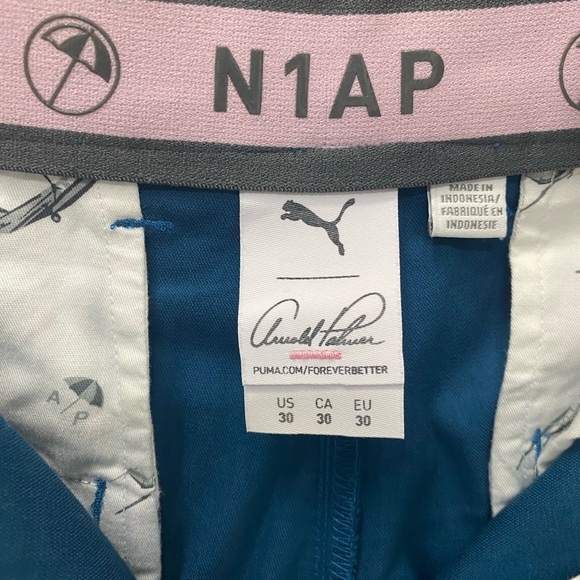 N1AP
MADE IN
INDONESIA/
FABRIQUÉ EN
INDONESIE
Arnold Palmer
PUMA.COM/FOREVERBETTER
US CA EU
30 30 30
A P